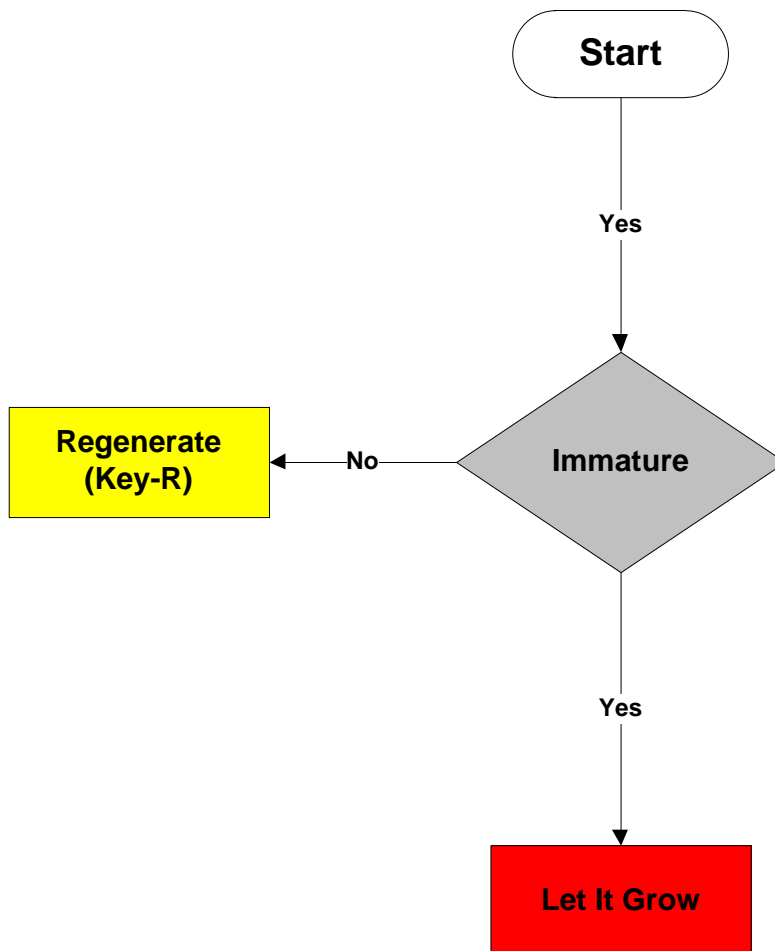 Start
Yes
Regenerate
(Key-R)
No
Immature
Yes
Let It Grow